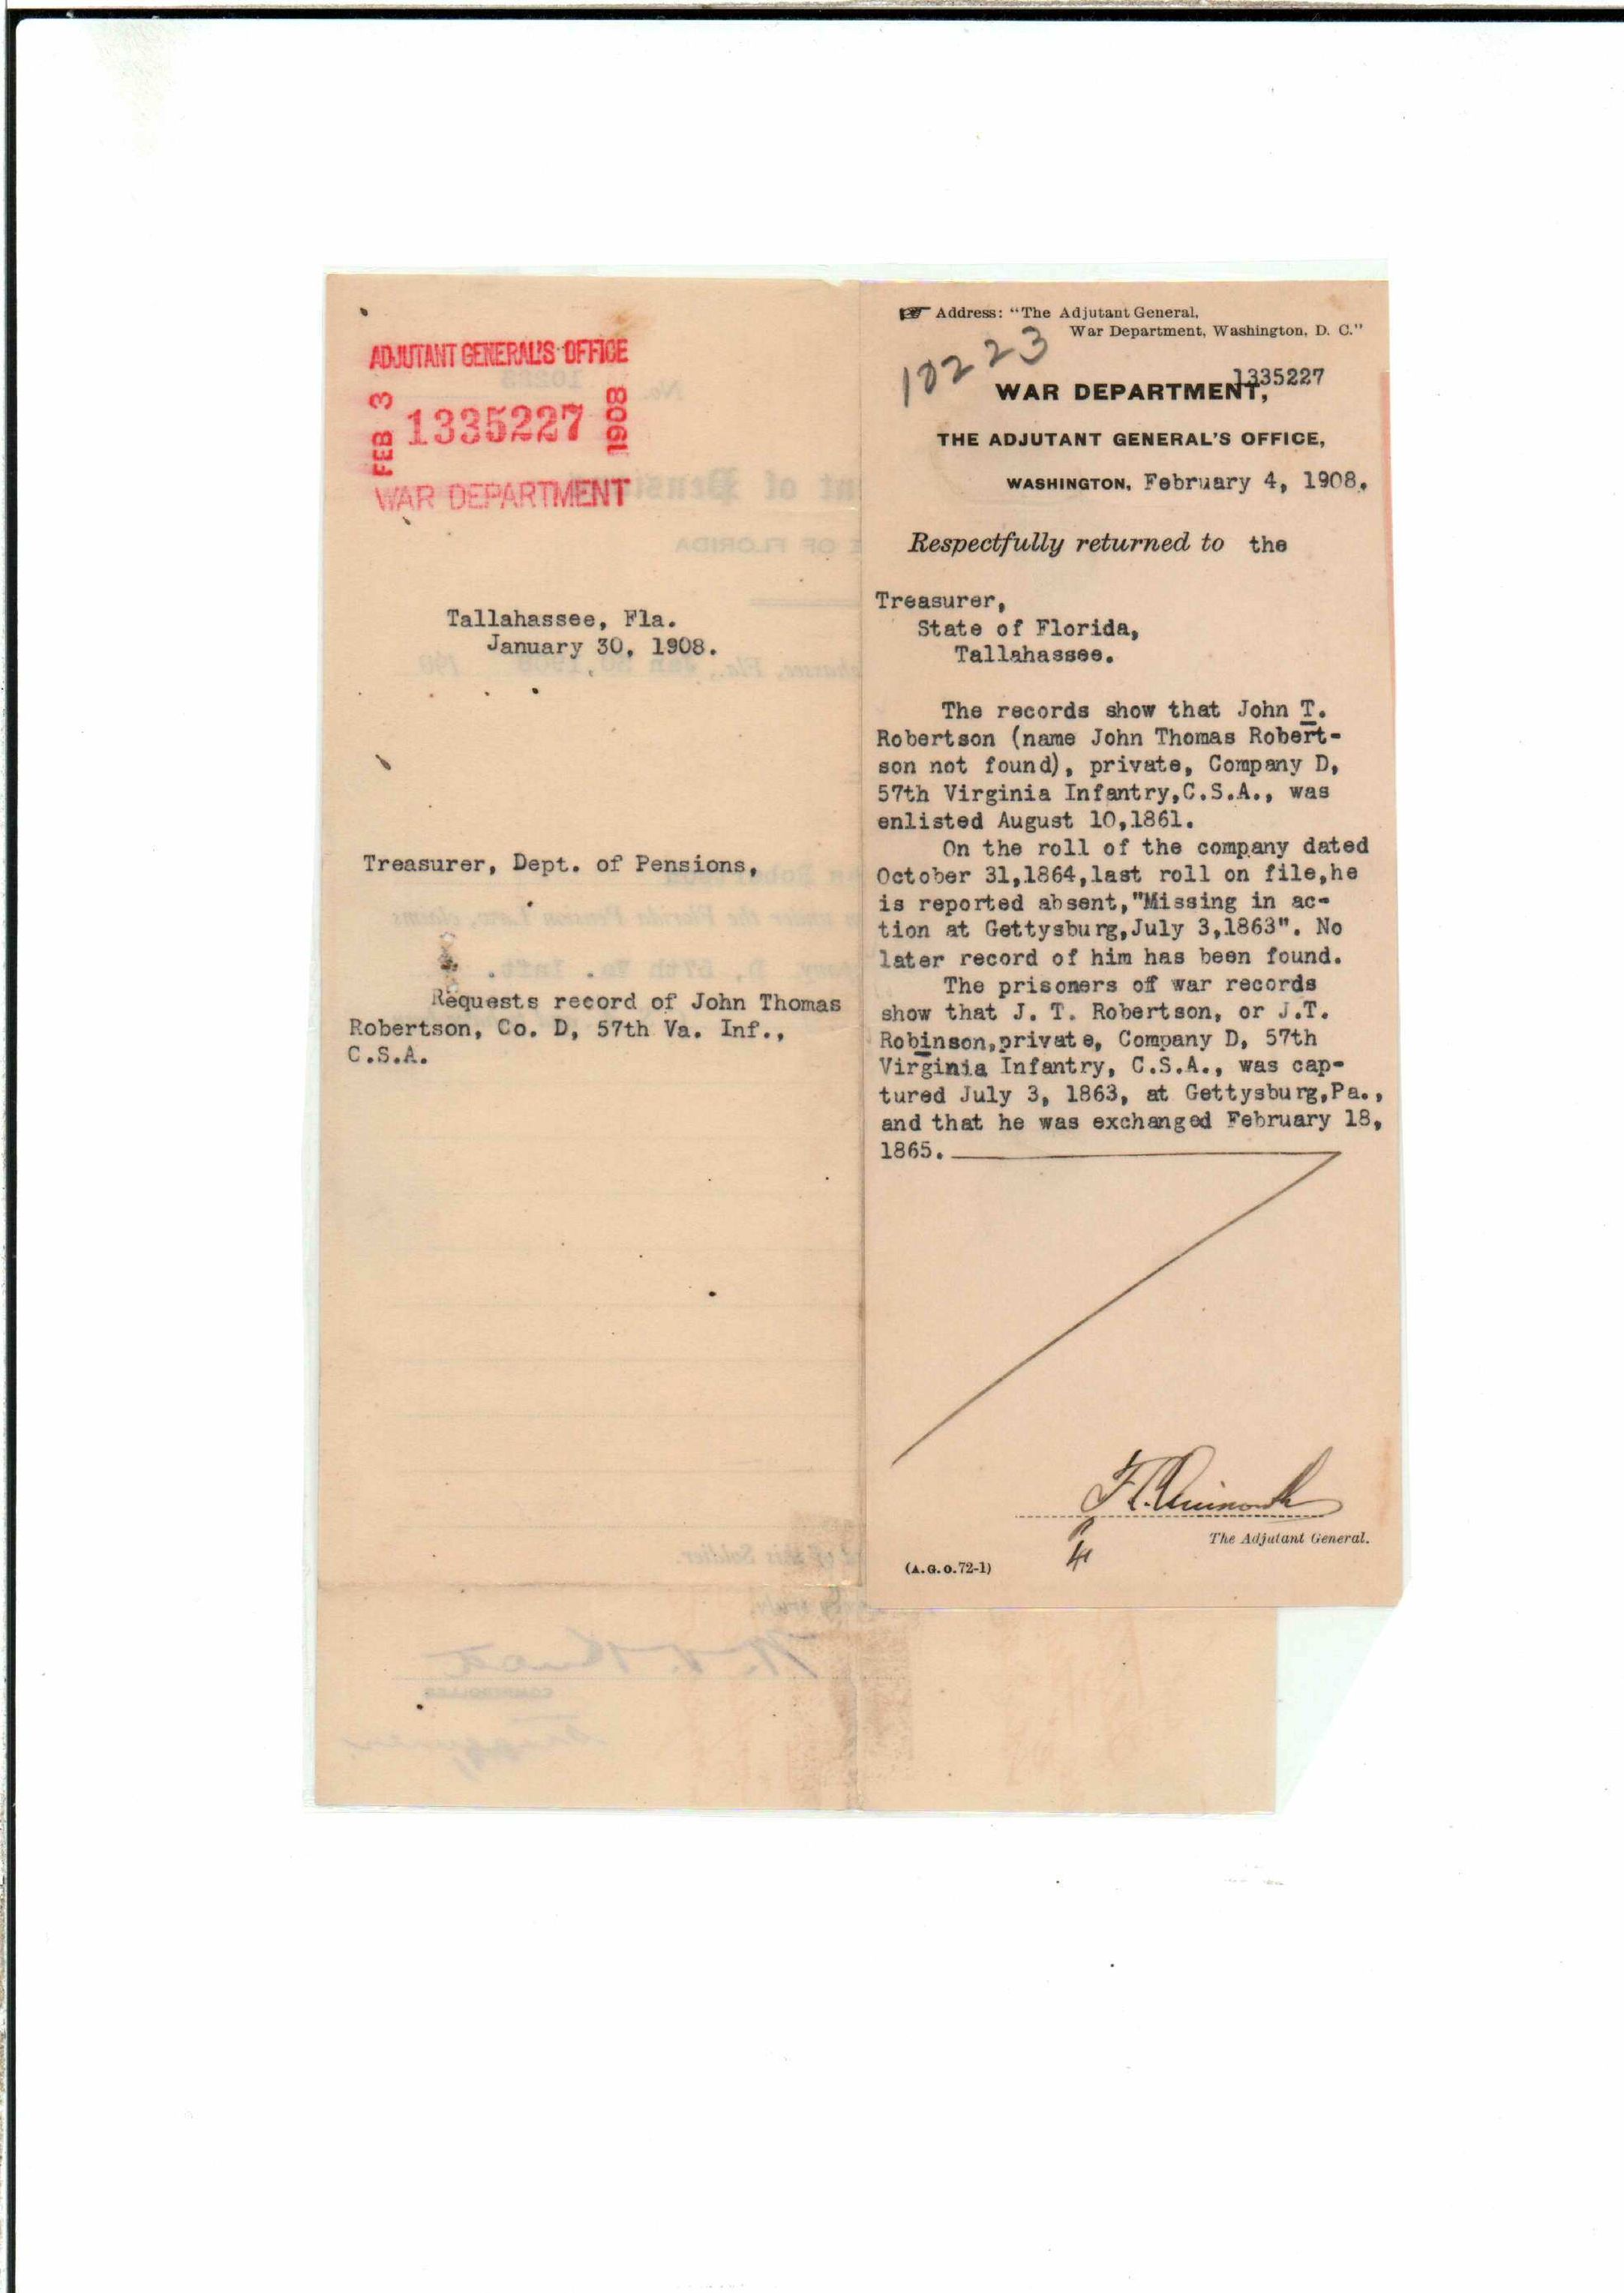 ADJUTANT GENERAL'S OFFICE
FEB 3 1335227 1908
WAR DEPARTMENT
Tallahassee, Fla.
January 30, 1908.
Treasurer, Dept. of Pensions,
Requests record of John Thomas
Robertson, Co. D, 57th Va. Inf.,
C.S.A.
Address: "The Adjutant General,
War Department, Washington, D. C."
10223
1335227
WAR DEPARTMENT,
THE ADJUTANT GENERAL'S OFFICE,
WASHINGTON, February 4, 1908.
Respectfully returned to the
Treasurer,
State of Florida,
Tallahassee.
The records show that John T.
Robertson (name John Thomas Robert-
son not found), private, Company D,
57th Virginia Infantry,C.S.A., was
enlisted August 10,1861.
On the roll of the company dated
October 31,1864,last roll on file,he
is reported absent,"Missing in ac-
tion at Gettysburg,July 3,1863". No
later record of him has been found.
The prisoners of war records
show that J. T. Robertson, or J.T.
Robinson,private, Company D, 57th
Virginia Infantry, C.S.A., was cap-
tured July 3, 1863, at Gettysburg,Pa.,
and that he was exchanged February 18,
1865.
The Adjutant General.
(A.G.O.72-1)